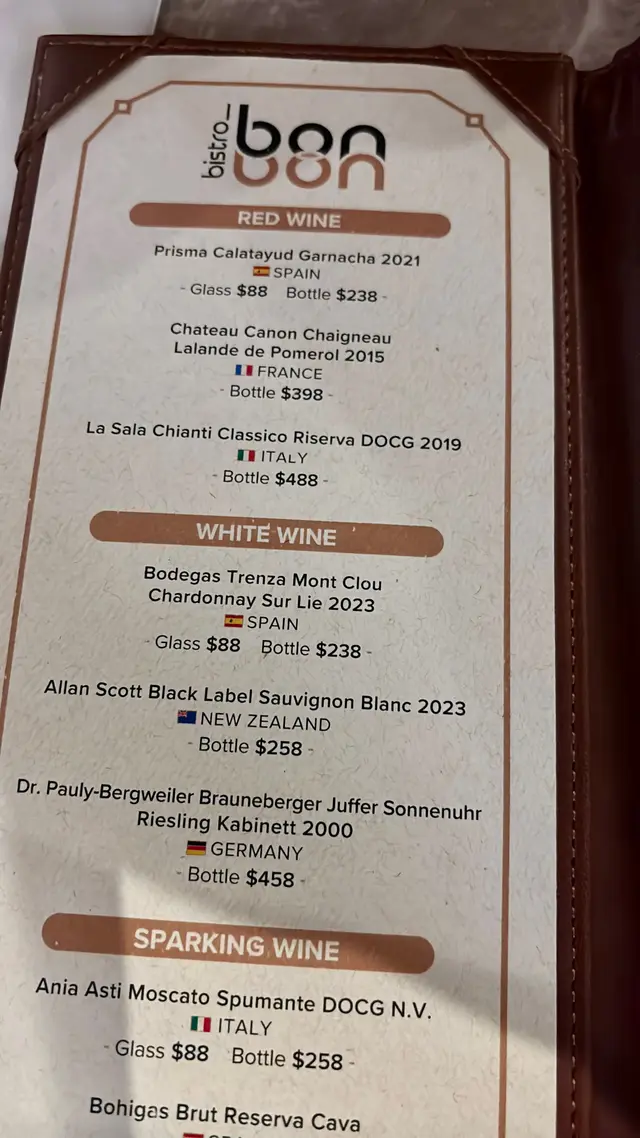 bistro_
bon
bon
RED WINE
Prisma Calatayud Garnacha 2021
SPAIN
- Glass $88 Bottle $238 -
Chateau Canon Chaigneau
Lalande de Pomerol 2015
FRANCE
- Bottle $398 -
La Sala Chianti Classico Riserva DOCG 2019
ITALY
- Bottle $488 -
WHITE WINE
Bodegas Trenza Mont Clou
Chardonnay Sur Lie 2023
SPAIN
- Glass $88 Bottle $238 -
Allan Scott Black Label Sauvignon Blanc 2023
NEW ZEALAND
- Bottle $258 -
Dr. Pauly-Bergweiler Brauneberger Juffer Sonnenuhr
Riesling Kabinett 2000
GERMANY
- Bottle $458 -
SPARKING WINE
Ania Asti Moscato Spumante DOCG N.V.
ITALY
- Glass $88 Bottle $258 -
Bohigas Brut Reserva Cava